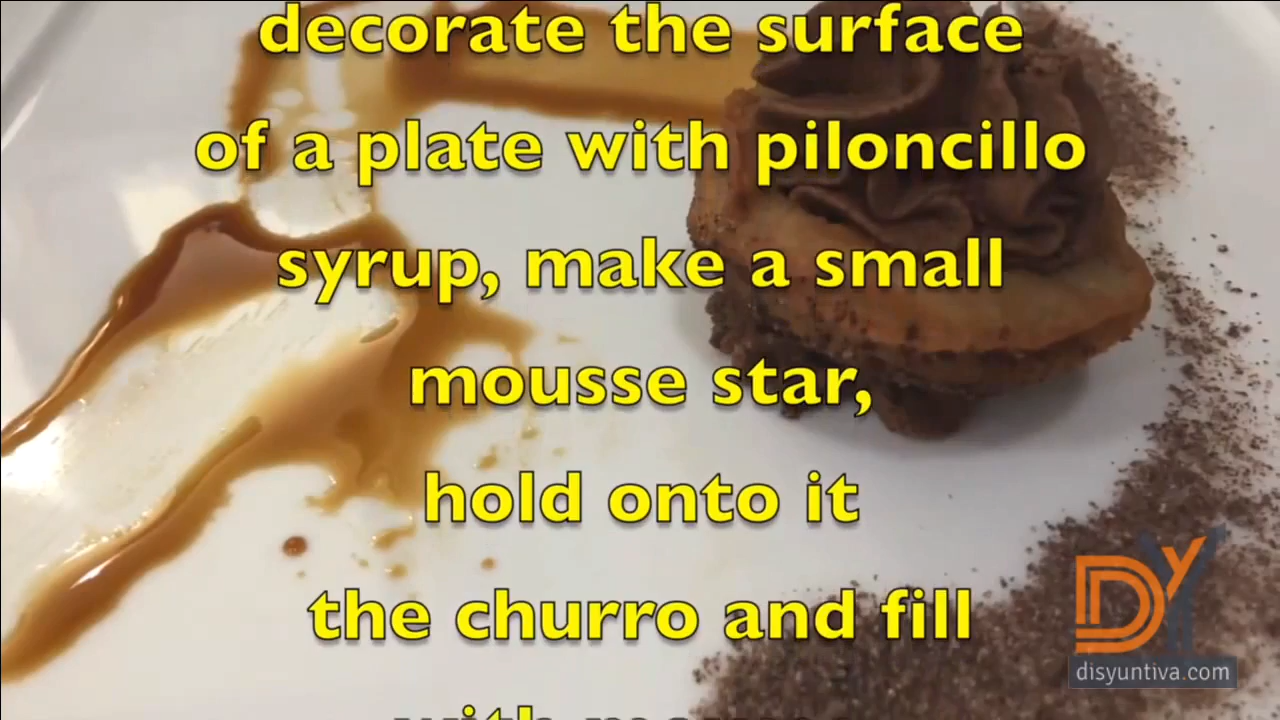 decorate the surface
of a plate with piloncillo
syrup, make a small
mousse star,
hold onto it
the churro and fill
with
DY
disyuntiva.com